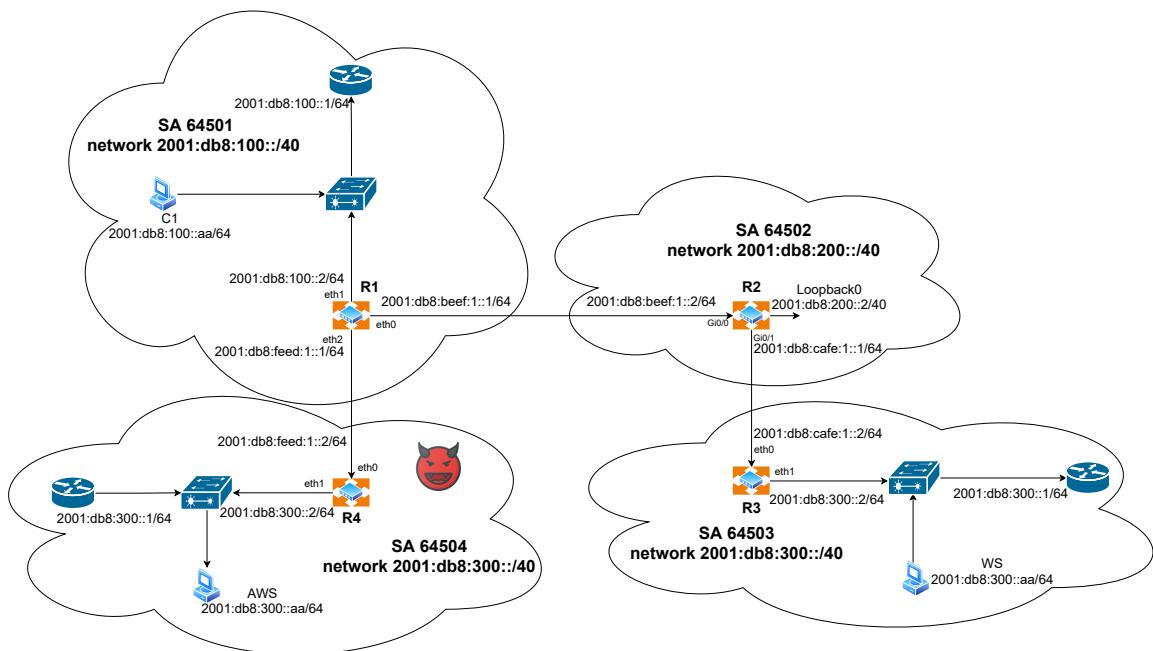 2001:db8:100::1/64
SA 64501
network 2001:db8:100::/40
C1
2001:db8:100::aa/64
2001:db8:100::2/64
eth1
R1
2001:db8:beef:1::1/64
eth0
eth2
2001:db8:feed:1::1/64
SA 64502
network 2001:db8:200::/40
2001:db8:beef:1::2/64
R2
Loopback0
2001:db8:200::2/40
Gi0/0
Gi0/1
2001:db8:cafe:1::1/64
2001:db8:feed:1::2/64
eth0
eth1
2001:db8:300::1/64
2001:db8:300::2/64
R4
SA 64504
network 2001:db8:300::/40
AWS
2001:db8:300::aa/64
2001:db8:cafe:1::2/64
eth0
eth1
2001:db8:300::2/64
2001:db8:300::1/64
R3
SA 64503
network 2001:db8:300::/40
WS
2001:db8:300::aa/64